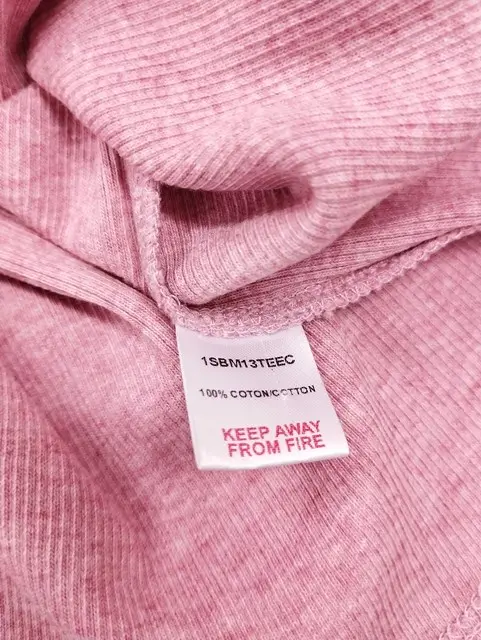 1SBM13TEEC
100% COTON/COTTON
KEEP AWAY
FROM FIRE